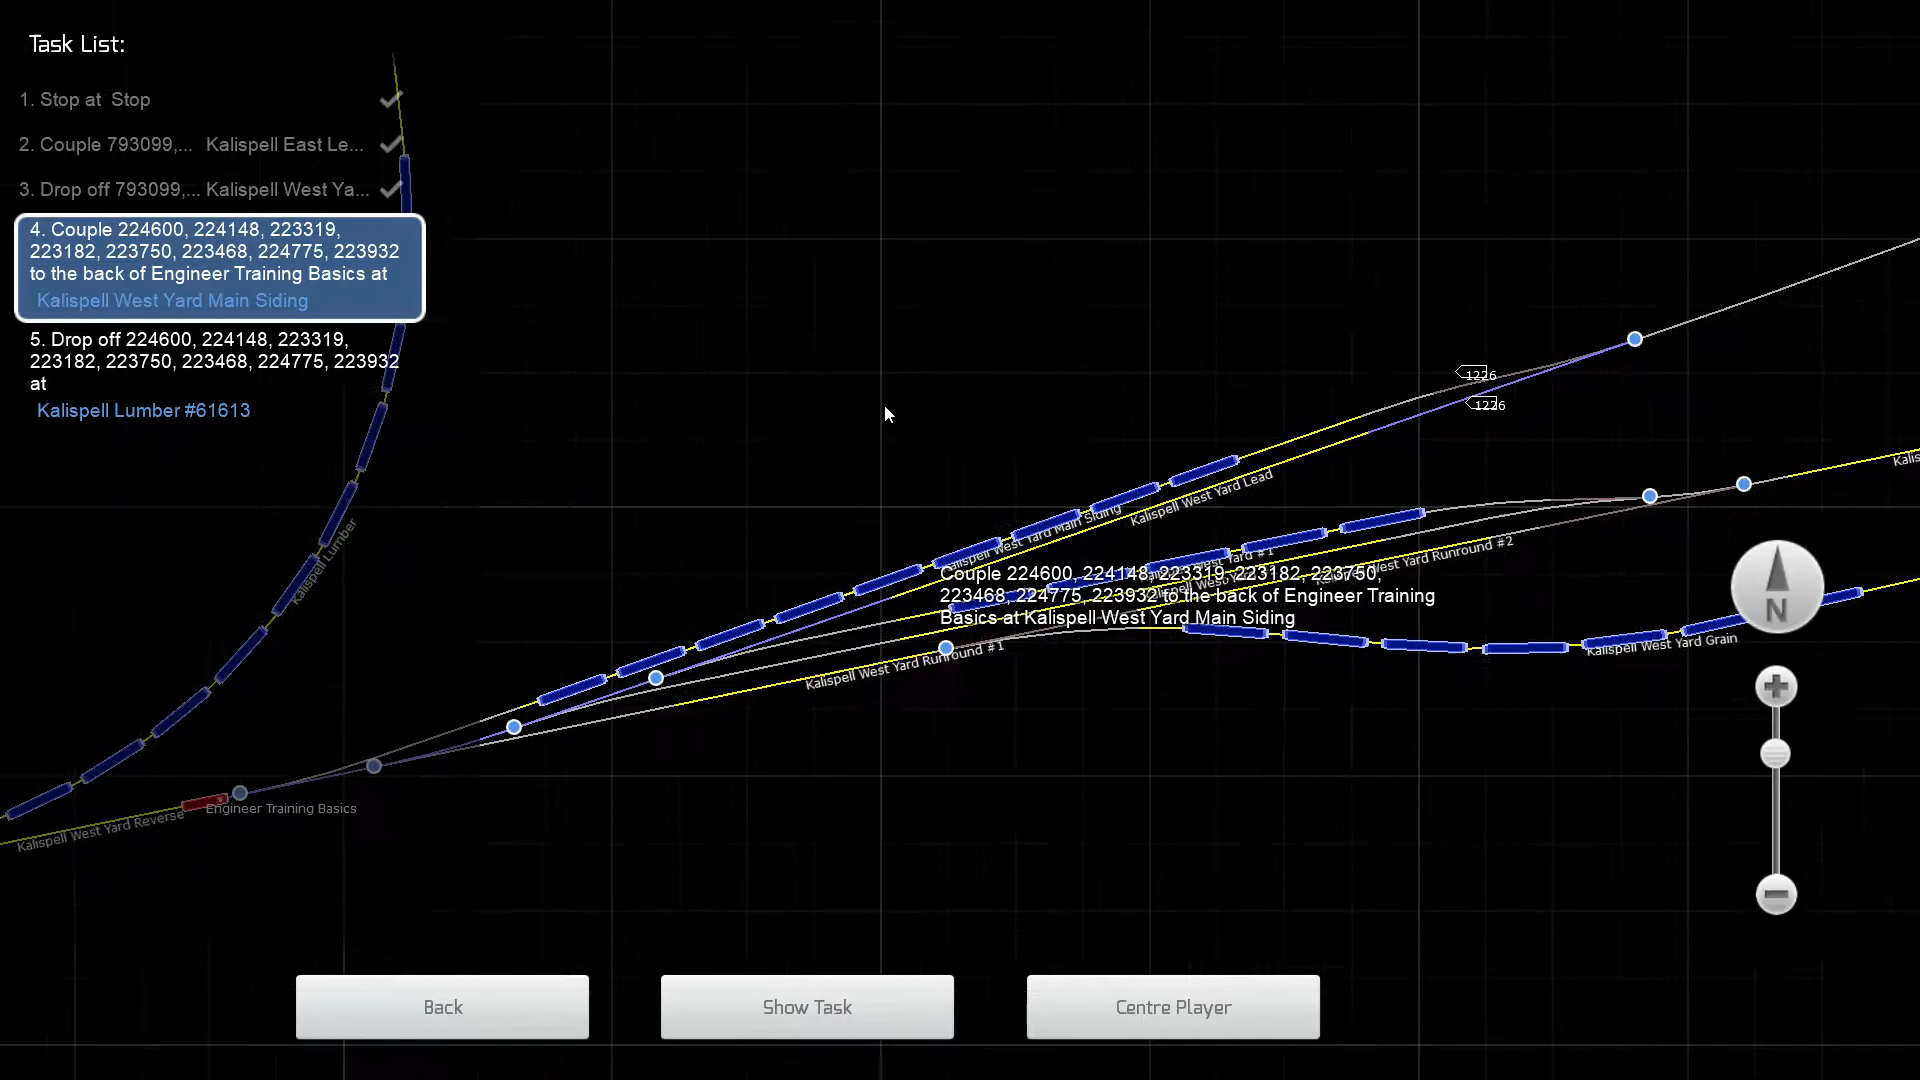 Task List:
1. Stop at  Stop
2. Couple 793099,...  Kalispell East Le...
3. Drop off 793099,...  Kalispell West Ya...
4. Couple 224600, 224148, 223319,
223182, 223750, 223468, 224775, 223932
to the back of Engineer Training Basics at
Kalispell West Yard Main Siding
5. Drop off 224600, 224148, 223319,
223182, 223750, 223468, 224775, 223932
at
Kalispell Lumber #61613
1226
1226
Kalispell West Yard Lead
Kalispell West Yard Main Siding
Kalispell West Yard Runround #2
Couple 224600, 224148, 223319, 223182, 223750,
223468, 224775, 223932 to the back of Engineer Training
Basics at Kalispell West Yard Main Siding
Kalispell West Yard Runround #1
Kalispell West Yard Grain
Kalispell Lumber
Engineer Training Basics
Kalispell West Yard Reverse
N
Back
Show Task
Centre Player